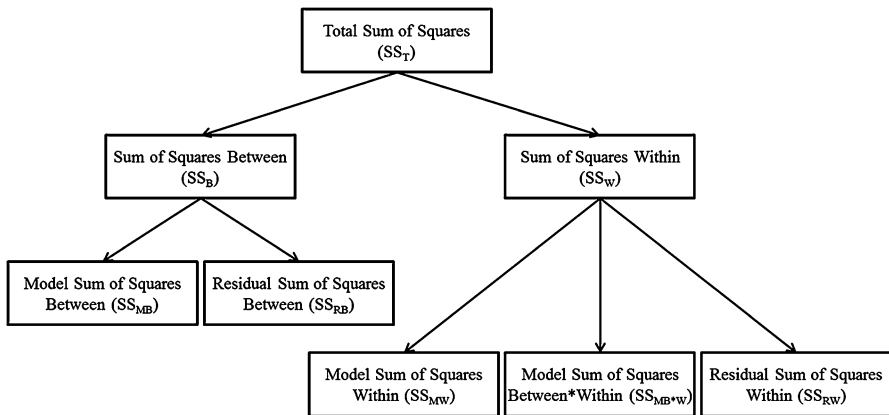 Total Sum of Squares
(SS_T)
Sum of Squares Between
(SS_B)
Sum of Squares Within
(SS_W)
Model Sum of Squares
Between (SS_MB)
Residual Sum of Squares
Between (SS_RB)
Model Sum of Squares
Within (SS_MW)
Model Sum of Squares
Between*Within (SS_MB*W)
Residual Sum of Squares
Within (SS_RW)